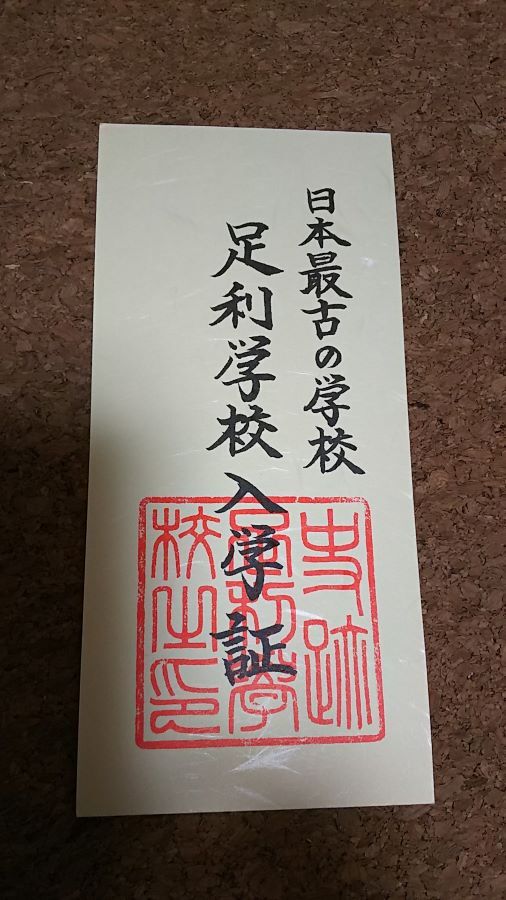 日本最古の学校
足利学校入学証
史跡
足利学
校之印